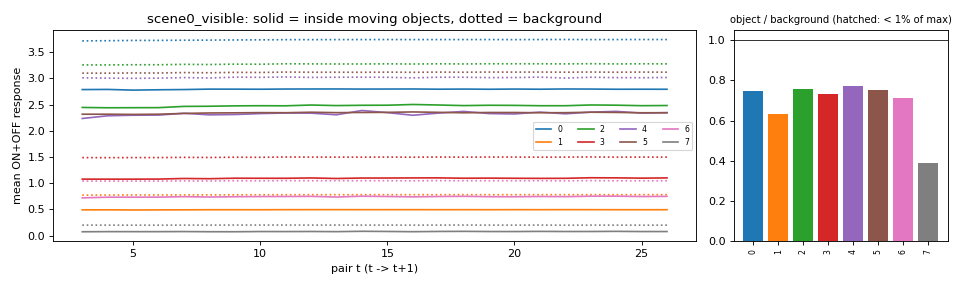 scene0_visible: solid = inside moving objects, dotted = background
object / background (hatched: < 1% of max)
mean ON+OFF response
3.5
3.0
2.5
2.0
1.5
1.0
0.5
0.0
0 2 4 6
1 3 5 7
5 10 15 20 25
pair t (t -> t+1)
1.0
0.8
0.6
0.4
0.2
0.0
0 1 2 3 4 5 6 7